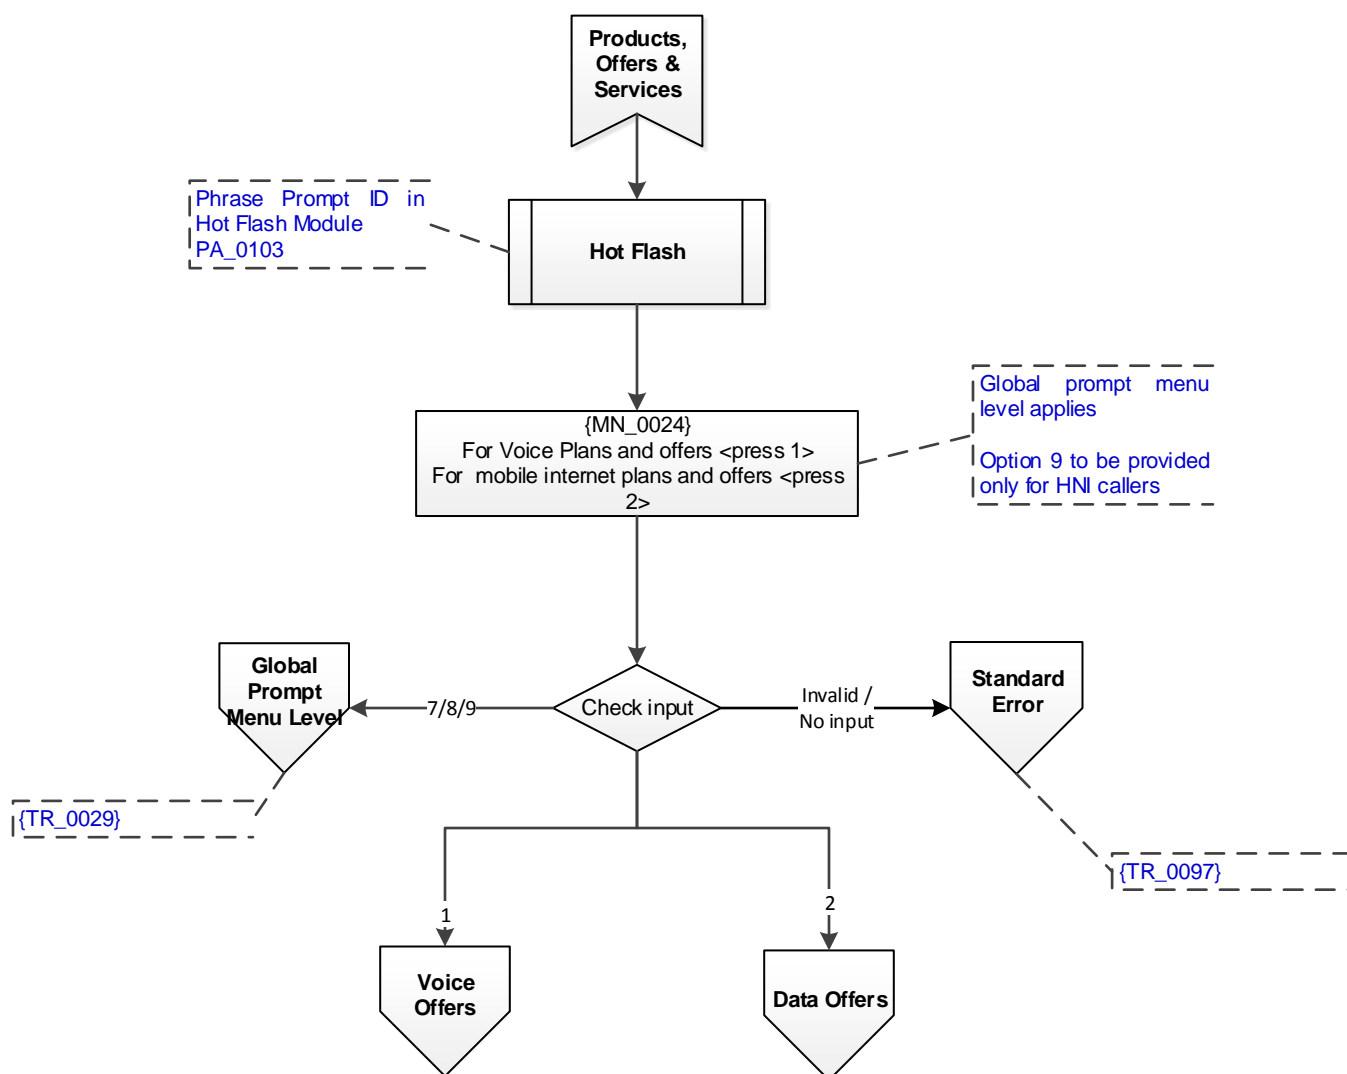 Products,
Offers &
Services
Phrase Prompt ID in
Hot Flash Module
PA_0103
Hot Flash
Global prompt menu
level applies
Option 9 to be provided
only for HNI callers
{MN_0024}
For Voice Plans and offers <press 1>
For mobile internet plans and offers <press
2>
Global
Prompt
Menu Level
7/8/9
Check input
Invalid /
No input
Standard
Error
{TR_0029}
{TR_0097}
1
2
Voice
Offers
Data Offers